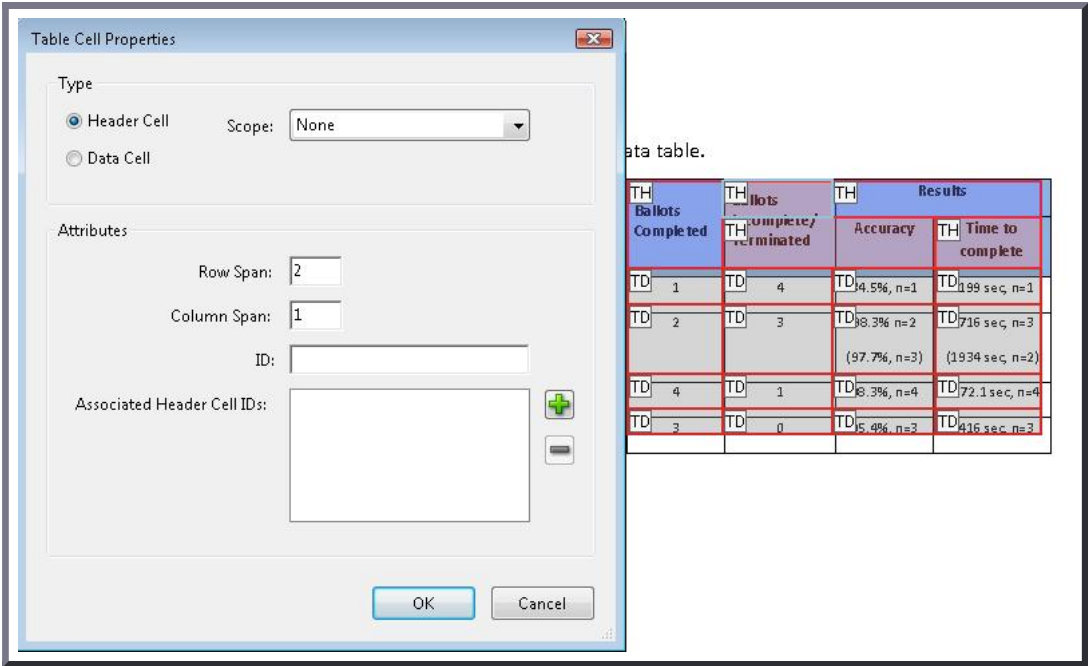 Table Cell Properties
Type
Header Cell
Scope: None
Data Cell
ata table.
Attributes
Row Span: 2
Column Span: 1
ID:
Associated Header Cell IDs:
OK Cancel
TH TH TH Results
Ballots
Completed
TH
Accuracy
TH Time to
complete
TD 1 TD 4 TD n=1 TD 199 sec, n=1
TD 2 TD 3 TD n=2 TD 716 sec, n=3
(97.7%, n=3) (1934 sec, n=2)
TD 4 TD 1 TD n=4 TD 72.1 sec, n=4
TD 3 TD 0 TD n=3 TD 416 sec, n=3